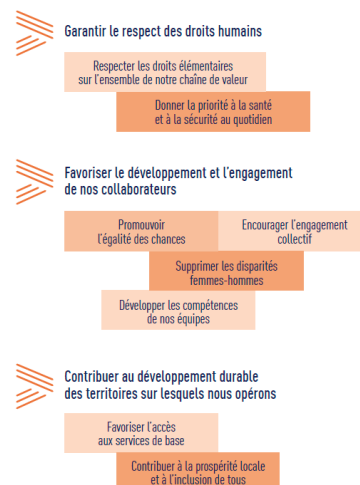 Garantir le respect des droits humains
Respecter les droits élémentaires
sur l'ensemble de notre chaîne de valeur
Donner la priorité à la santé
et à la sécurité au quotidien
Favoriser le développement et l'engagement
de nos collaborateurs
Promouvoir
l'égalité des chances
Encourager l'engagement
collectif
Supprimer les disparités
femmes-hommes
Développer les compétences
de nos équipes
Contribuer au développement durable
des territoires sur lesquels nous opérons
Favoriser l'accès
aux services de base
Contribuer à la prospérité locale
et à l'inclusion de tous